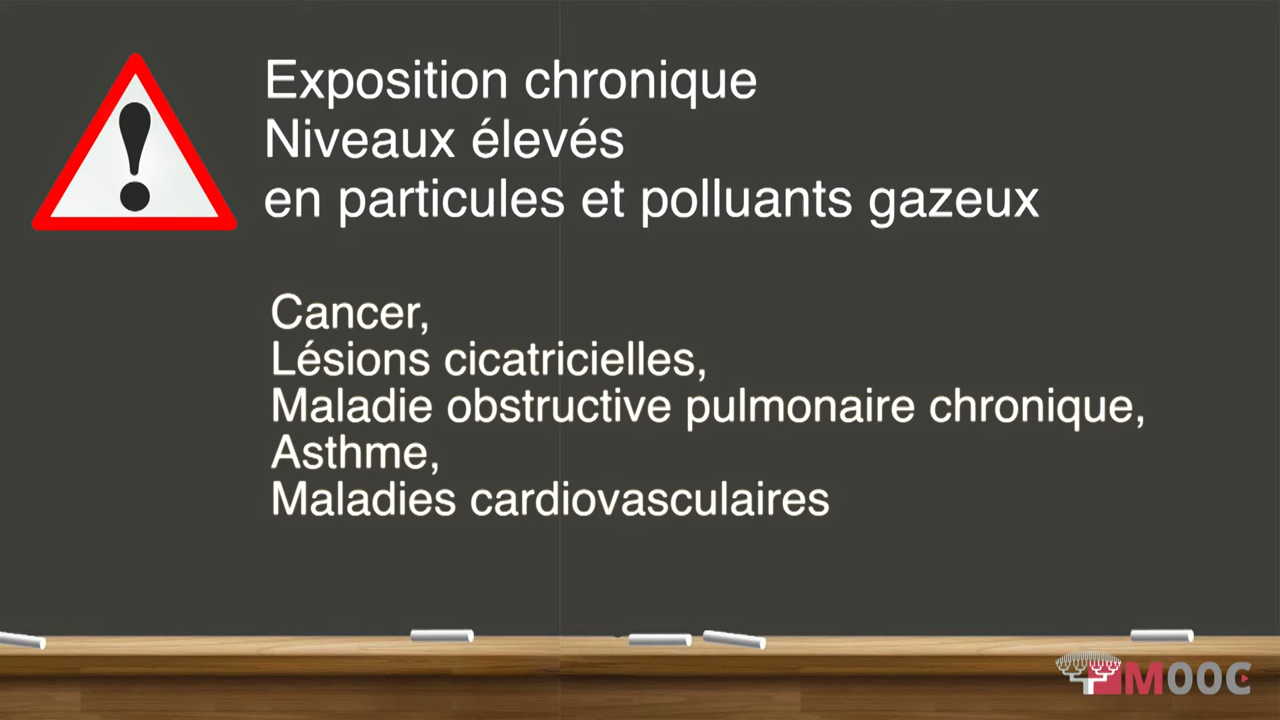 Exposition chronique
Niveaux élevés
en particules et polluants gazeux
Cancer,
Lésions cicatricielles,
Maladie obstructive pulmonaire chronique,
Asthme,
Maladies cardiovasculaires
MOOC